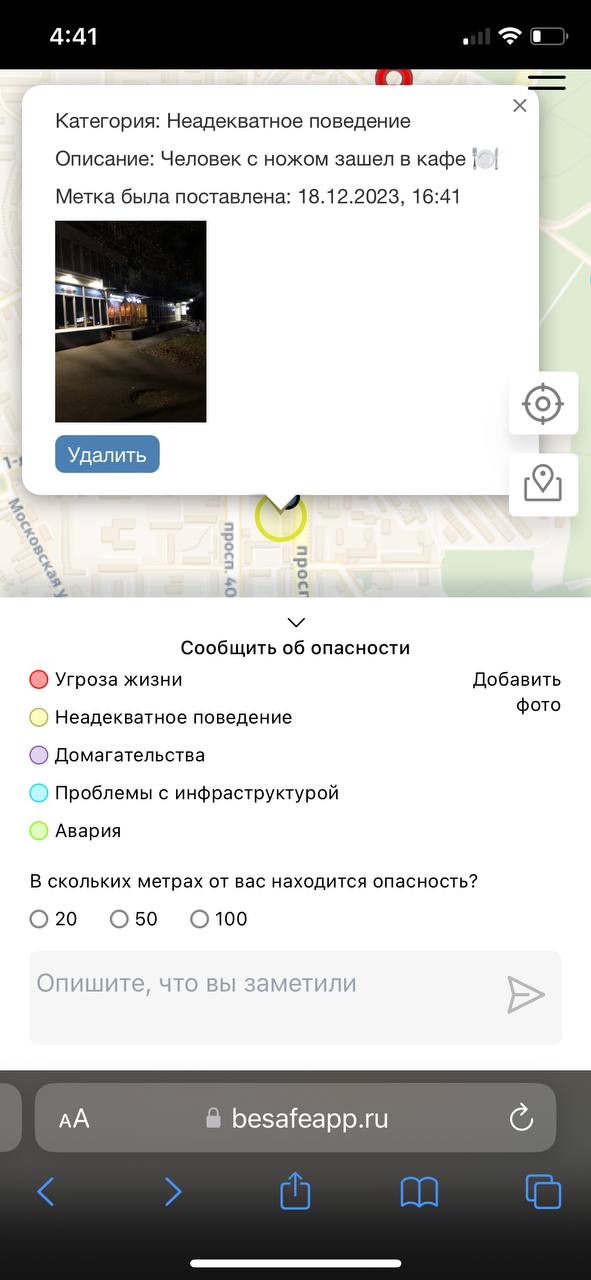 4:41
Категория: Неадекватное поведение
Описание: Человек с ножом зашел в кафе 🍽️
Метка была поставлена: 18.12.2023, 16:41
Удалить
Московская у
просп. 40
просп
Сообщить об опасности
Угроза жизни
Добавить
фото
Неадекватное поведение
Домагательства
Проблемы с инфраструктурой
Авария
В скольких метрах от вас находится опасность?
20 50 100
Опишите, что вы заметили
AA besafeapp.ru